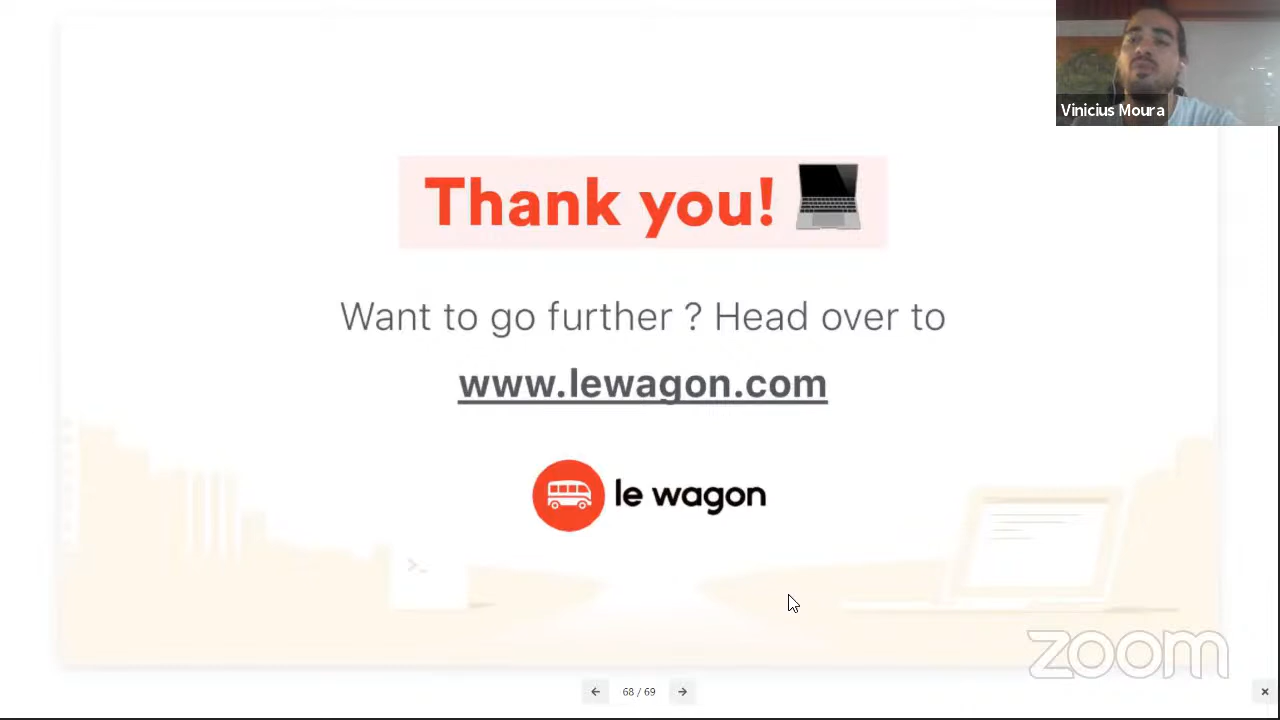 Vinicius Moura
Thank you!
Want to go further ? Head over to
www.lewagon.com
le wagon
>_
zoom
68 / 69